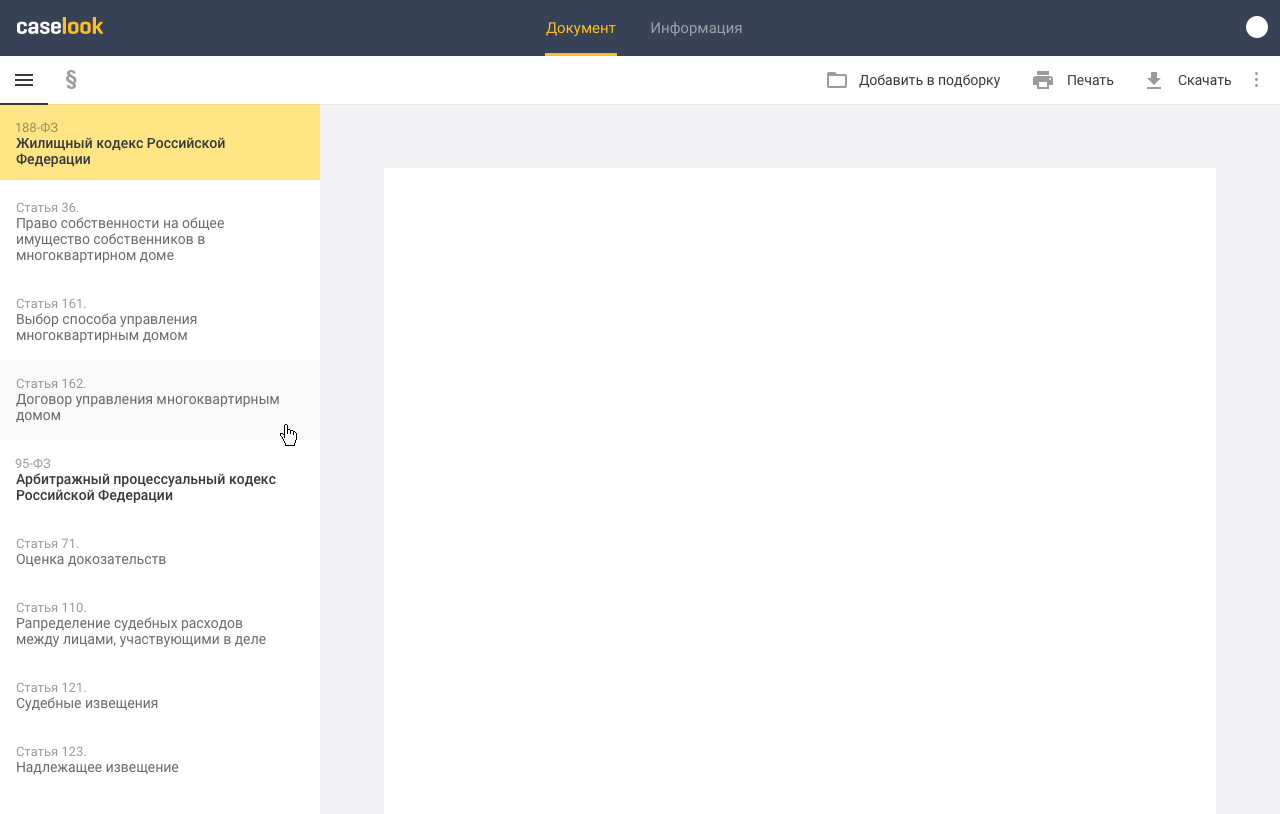 caselook
Документ
Информация
§
Добавить в подборку
Печать
Скачать
188-ФЗ
Жилищный кодекс Российской
Федерации
Статья 36.
Право собственности на общее
имущество собственников в
многоквартирном доме
Статья 161.
Выбор способа управления
многоквартирным домом
Статья 162.
Договор управления многоквартирным
домом
95-ФЗ
Арбитражный процессуальный кодекс
Российской Федерации
Статья 71.
Оценка докозательств
Статья 110.
Рапределение судебных расходов
между лицами, участвующими в деле
Статья 121.
Судебные извещения
Статья 123.
Надлежащее извещение